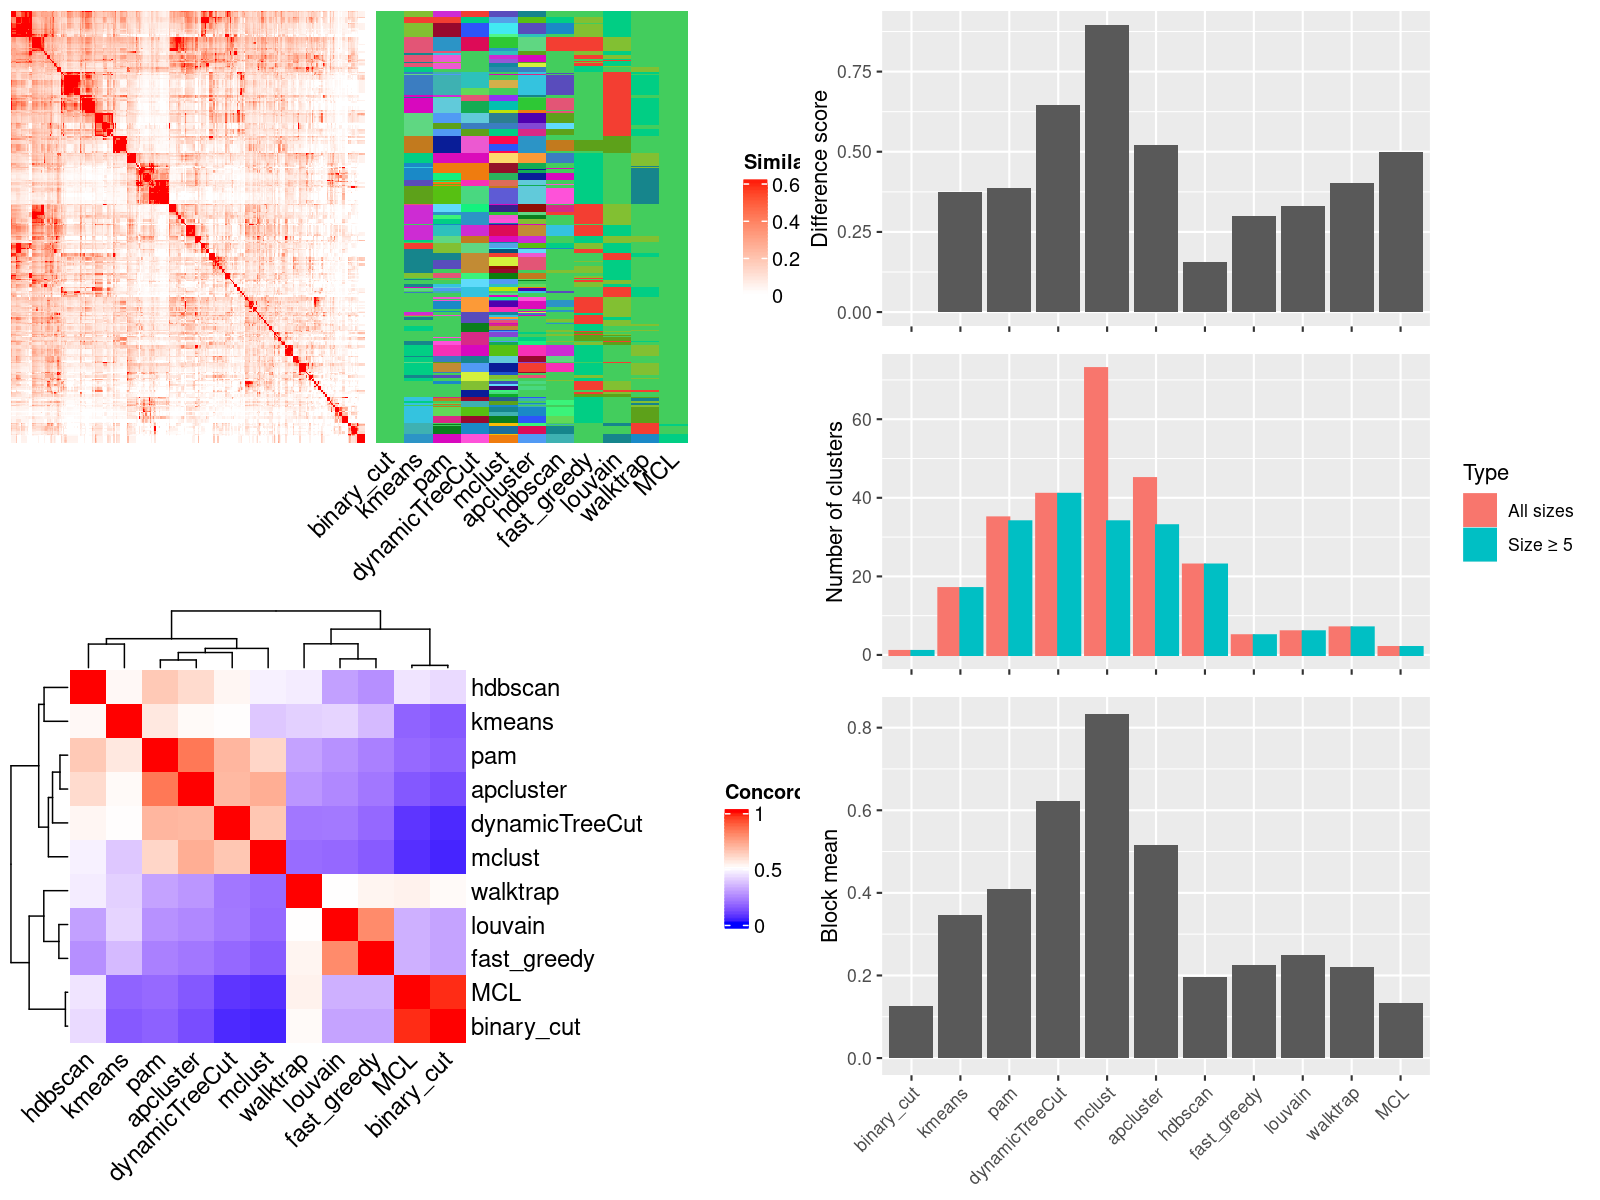 Simila
0.6
0.4
0.2
0
binary_cut
kmeans
pam
dynamicTreeCut
mclust
apcluster
hdbscan
fast_greedy
louvain
walktrap
MCL
Difference score
0.75
0.50
0.25
0.00
Number of clusters
60
40
20
0
Type
All sizes
Size ≥ 5
hdbscan
kmeans
pam
apcluster
dynamicTreeCut
mclust
walktrap
louvain
fast_greedy
MCL
binary_cut
hdbscan
kmeans
pam
apcluster
dynamicTreeCut
mclust
walktrap
louvain
fast_greedy
MCL
binary_cut
Concord
1
0.5
0
Block mean
0.8
0.6
0.4
0.2
0.0
binary_cut
kmeans
pam
dynamicTreeCut
mclust
apcluster
hdbscan
fast_greedy
louvain
walktrap
MCL